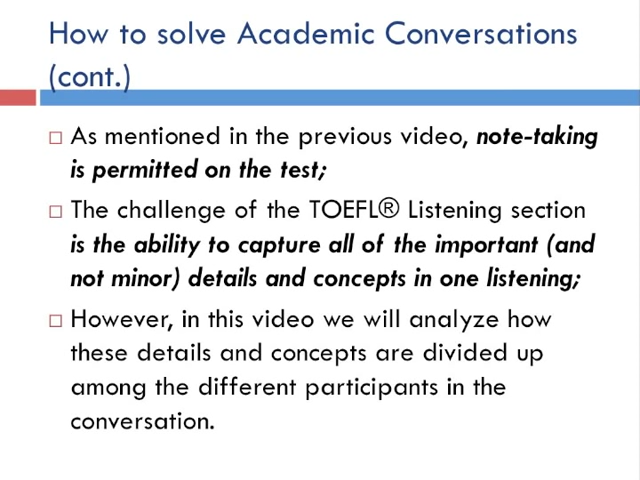 How to solve Academic Conversations
(cont.)
As mentioned in the previous video, note-taking
is permitted on the test;
The challenge of the TOEFL® Listening section
is the ability to capture all of the important (and
not minor) details and concepts in one listening;
However, in this video we will analyze how
these details and concepts are divided up
among the different participants in the
conversation.